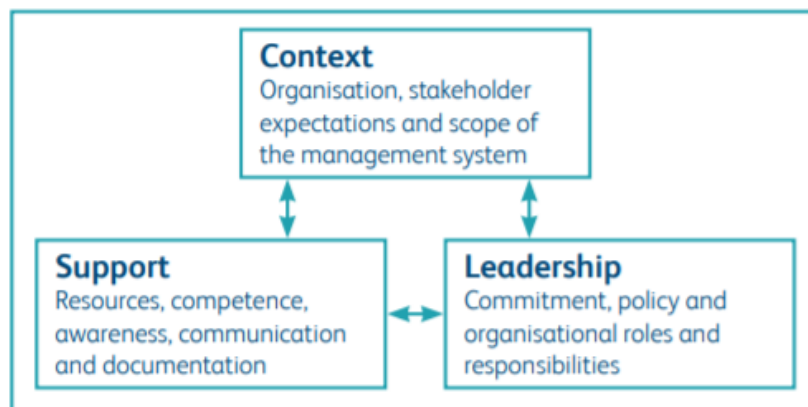 Context
Organisation, stakeholder
expectations and scope of
the management system
Support
Resources, competence,
awareness, communication
and documentation
Leadership
Commitment, policy and
organisational roles and
responsibilities